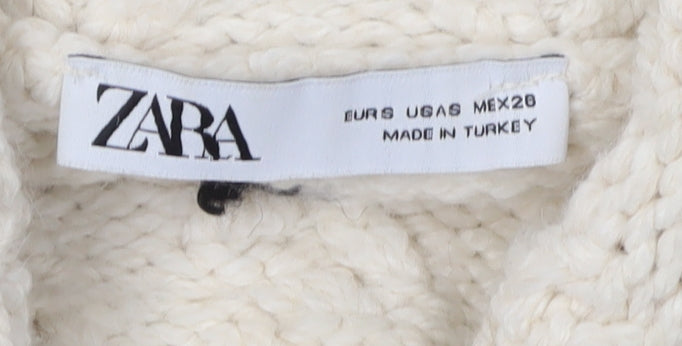 ZARA
EUR S USA S MEX 26
MADE IN TURKEY